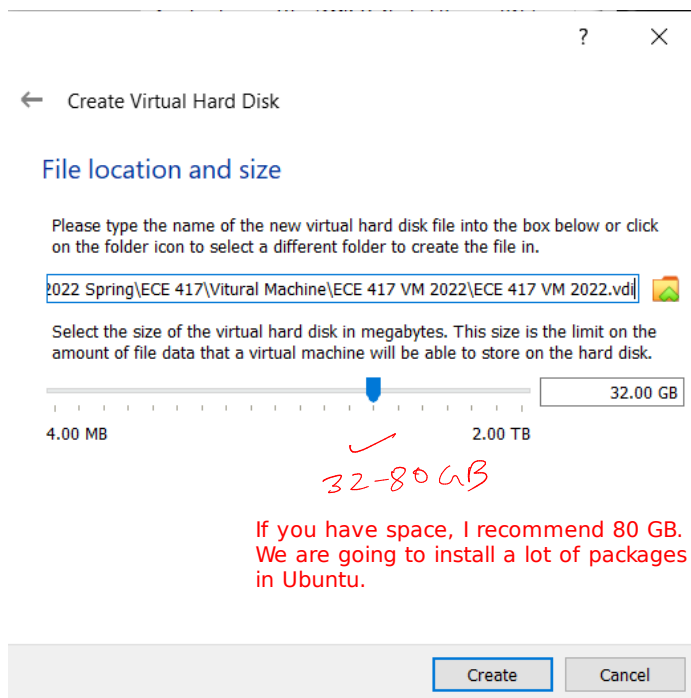 ?
Create Virtual Hard Disk
File location and size
Please type the name of the new virtual hard disk file into the box below or click
on the folder icon to select a different folder to create the file in.
2022 Spring\ECE 417\Vitural Machine\ECE 417 VM 2022\ECE 417 VM 2022.vdi
Select the size of the virtual hard disk in megabytes. This size is the limit on the
amount of file data that a virtual machine will be able to store on the hard disk.
32.00 GB
4.00 MB 2.00 TB
32-80 GB
If you have space, I recommend 80 GB.
We are going to install a lot of packages
in Ubuntu.
Create Cancel